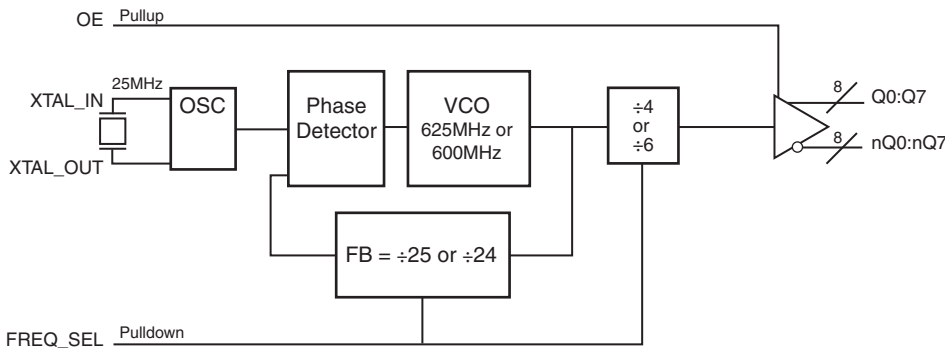 OE Pullup
25MHz
XTAL_IN
XTAL_OUT
OSC
Phase
Detector
VCO
625MHz or
600MHz
÷4
or
÷6
8
Q0:Q7
8
nQ0:nQ7
FB = ÷25 or ÷24
FREQ_SEL Pulldown